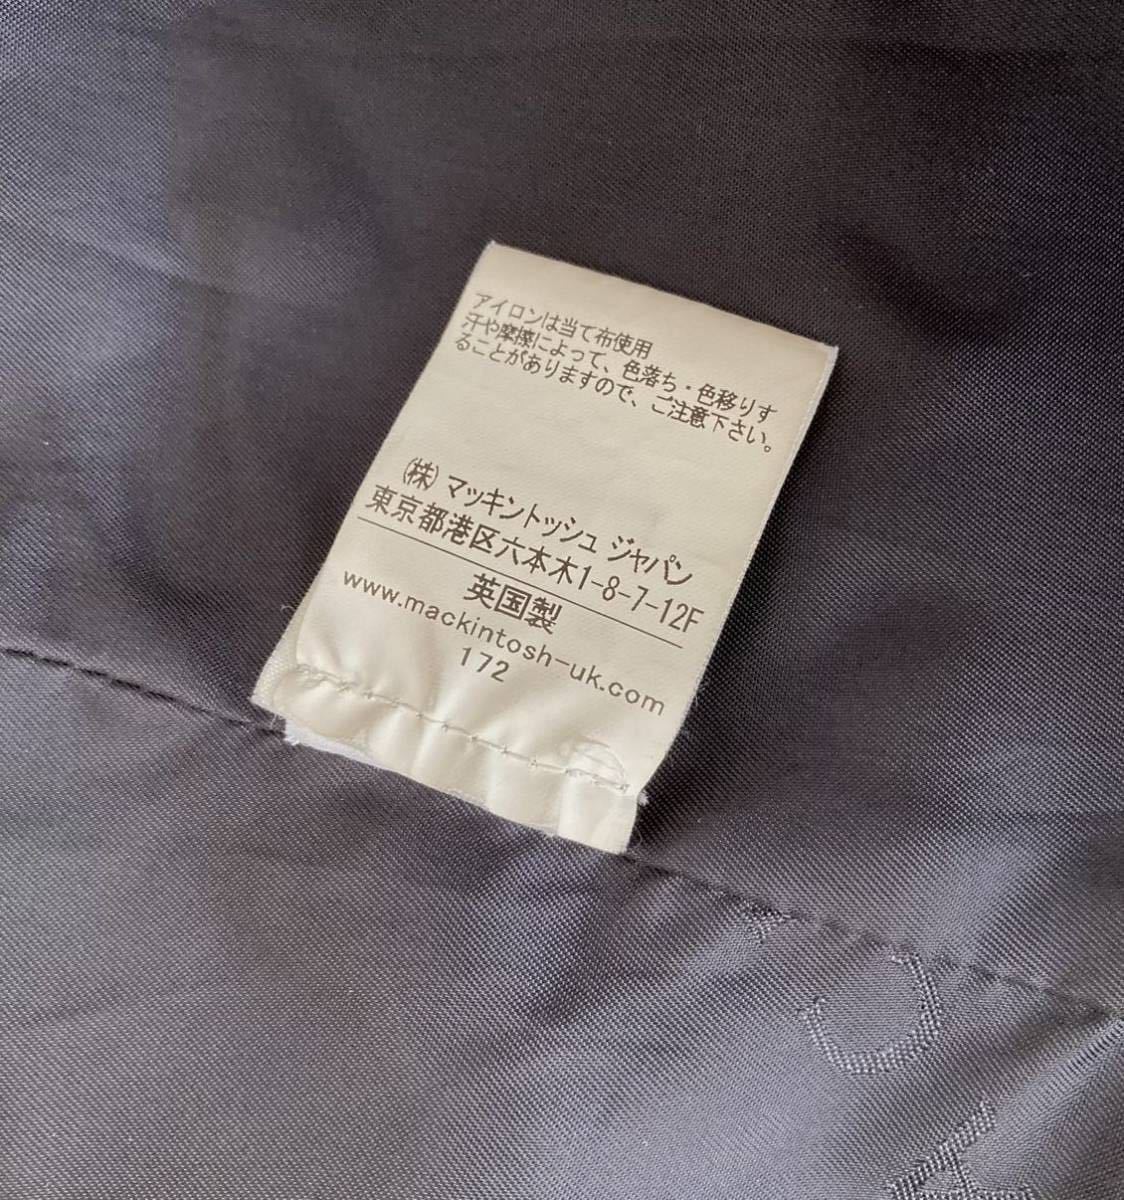 アイロンは当て布使用
汗や摩擦によって、色落ち・色移りす
ることがありますので、ご注意下さい。
(株)マッキントッシュ ジャパン
東京都港区六本木1-8-7-12F
英国製
www.mackintosh-uk.com
172